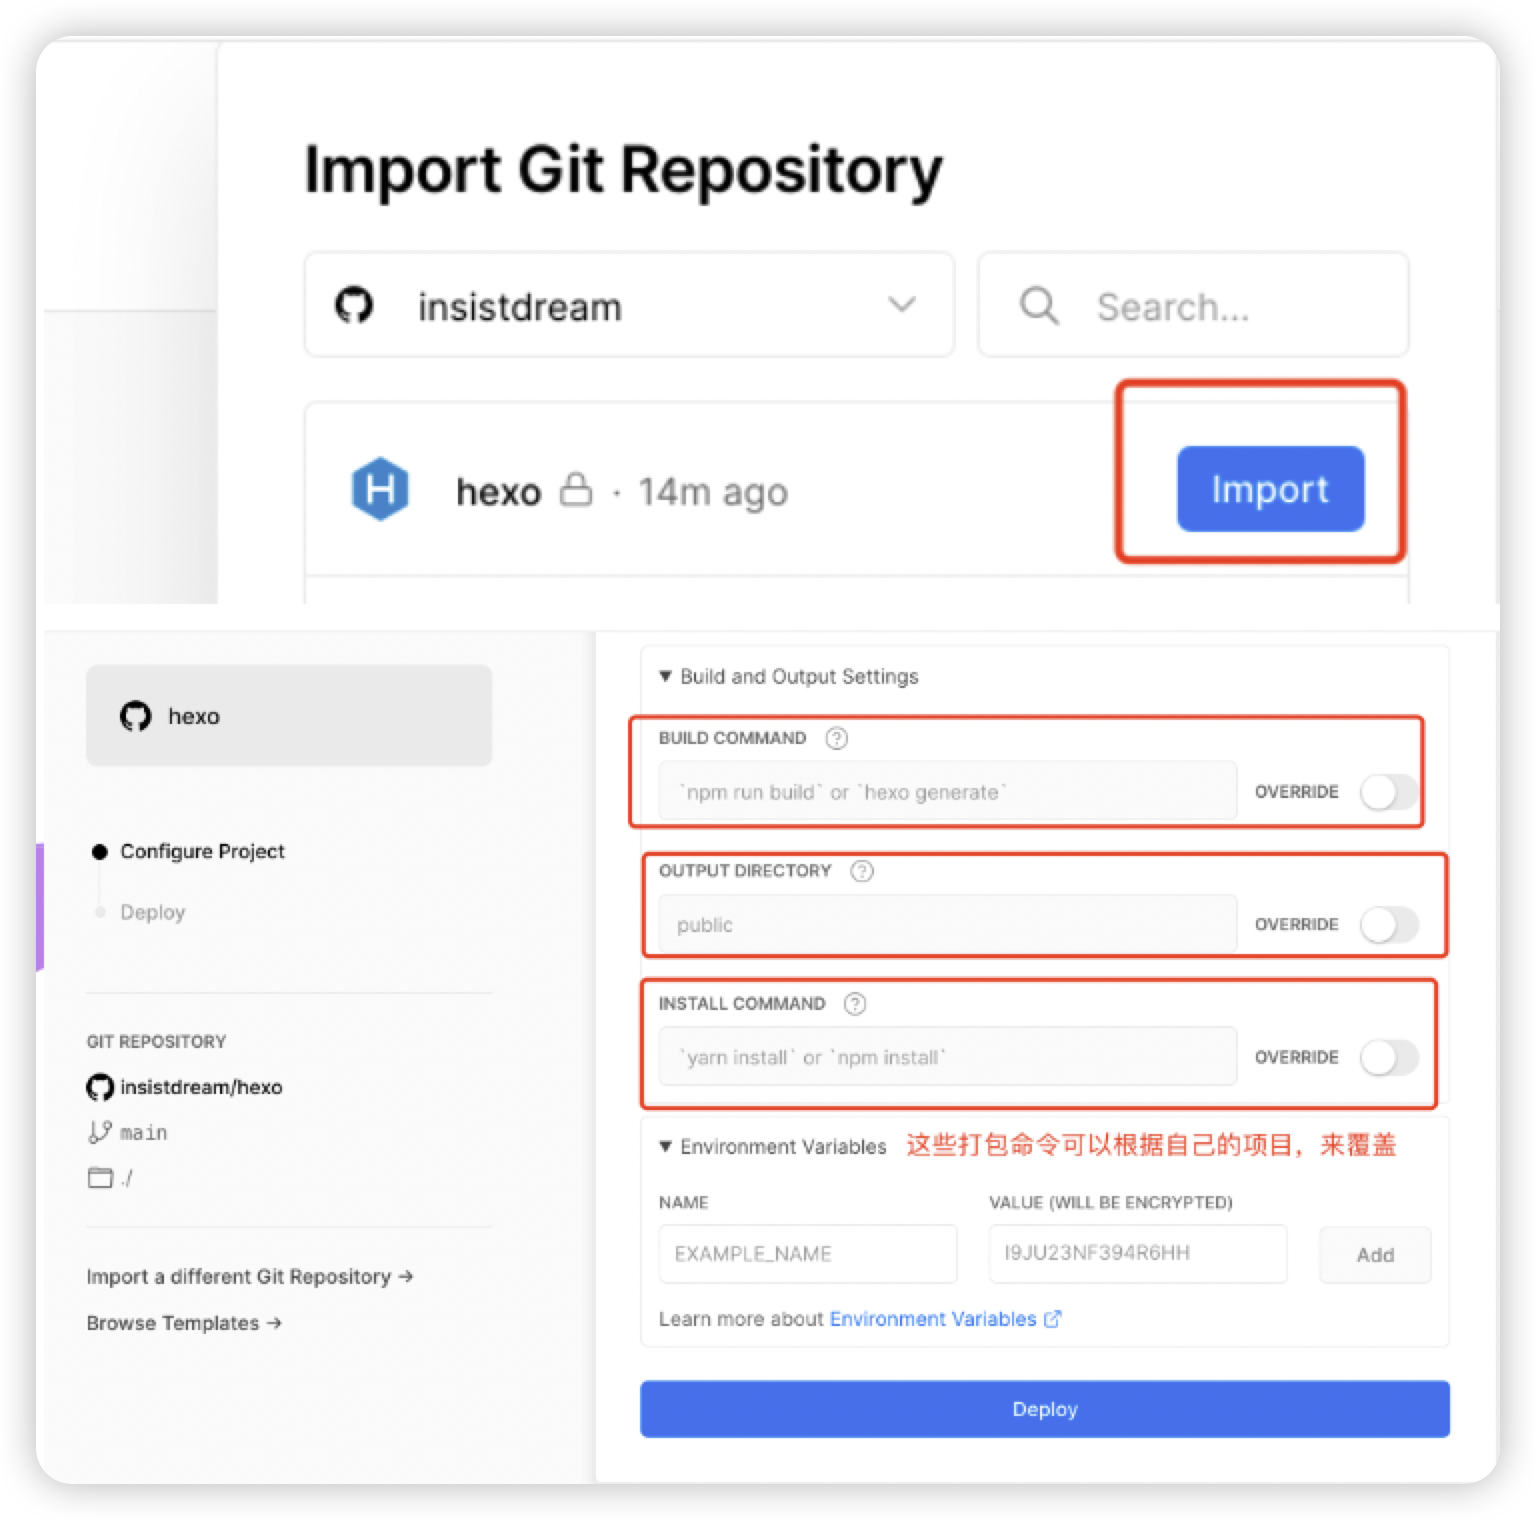 Import Git Repository
insistdream
Search...
H
hexo · 14m ago
Import
hexo
Configure Project
Deploy
GIT REPOSITORY
insistdream/hexo
main
./
Import a different Git Repository →
Browse Templates →
▼ Build and Output Settings
BUILD COMMAND ?
`npm run build` or `hexo generate`
OVERRIDE
OUTPUT DIRECTORY ?
public
OVERRIDE
INSTALL COMMAND ?
`yarn install` or `npm install`
OVERRIDE
▼ Environment Variables 这些打包命令可以根据自己的项目，来覆盖
NAME
VALUE (WILL BE ENCRYPTED)
EXAMPLE_NAME
I9JU23NF394R6HH
Add
Learn more about Environment Variables
Deploy